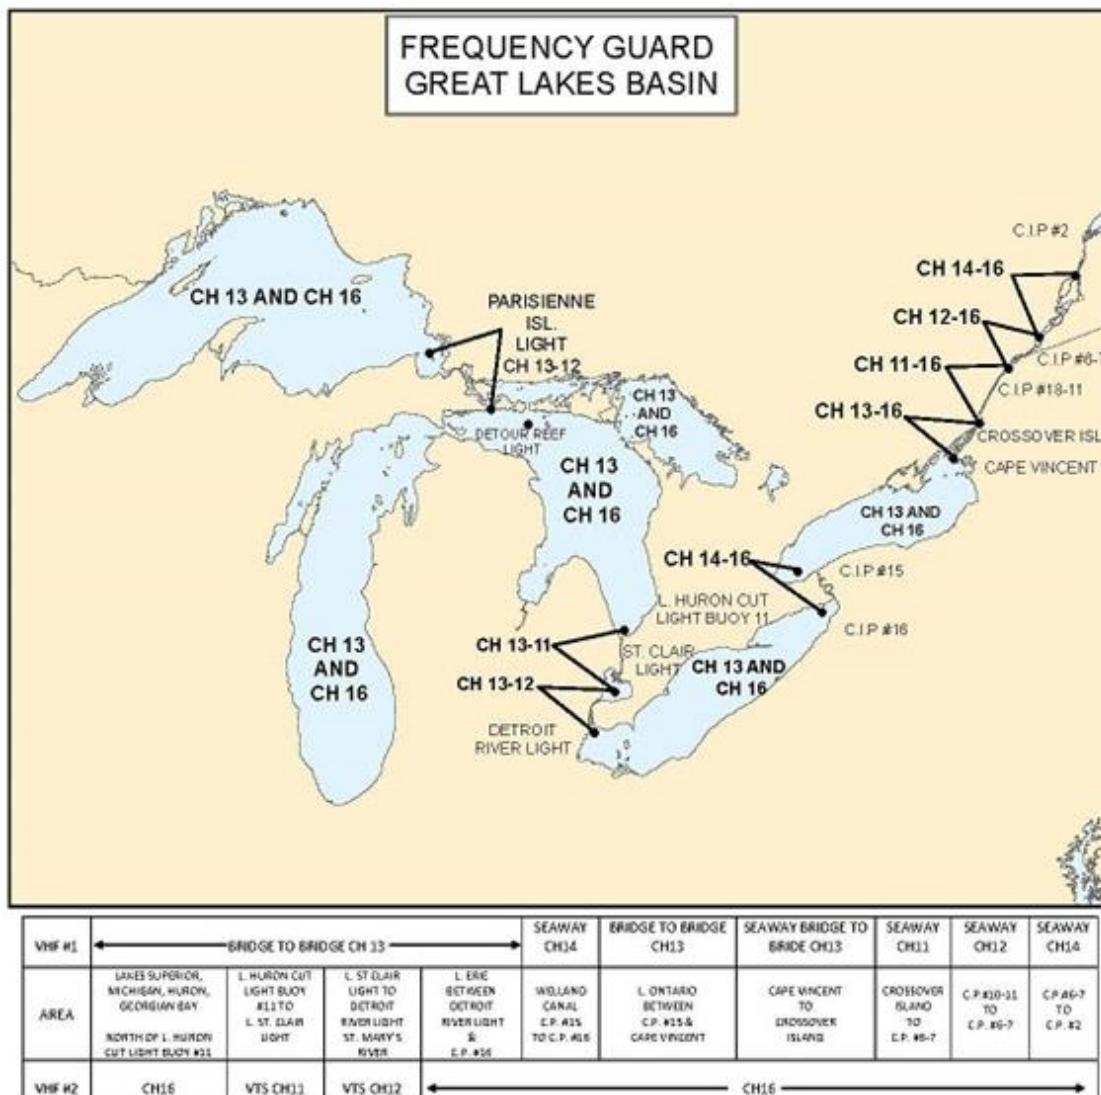 FREQUENCY GUARD
GREAT LAKES BASIN
C.I.P #2
CH 14-16
CH 13 AND CH 16
PARISIENNE
ISL.
LIGHT
CH 13-12
CH 12-16
CH 11-16
C.I.P #6-7
C.I.P #18-11
CH 13
AND
CH 16
CH 13-16
DETOUR REEF
LIGHT
CROSSOVER ISL
CAPE VINCENT
CH 13
AND
CH 16
CH 13 AND
CH 16
CH 14-16
C.I.P #15
L. HURON CUT
LIGHT BUOY 11
C.I.P #16
CH 13-11
ST. CLAIR
LIGHT
CH 13
AND
CH 16
CH 13 AND
CH 16
CH 13-12
DETROIT
RIVER LIGHT
VHF #1
BRIDGE TO BRIDGE CH 13
SEAWAY
CH14
BRIDGE TO BRIDGE
CH13
SEAWAY BRIDGE TO
BRIDE CH13
SEAWAY
CH11
SEAWAY
CH12
SEAWAY
CH14
AREA
LAKES SUPERIOR,
MICHIGAN, HURON,
GEORGIAN BAY
NORTH OF L. HURON
CUT LIGHT BUOY #11
L. HURON CUT
LIGHT BUOY
#11 TO
L. ST. CLAIR
LIGHT
L. ST CLAIR
LIGHT TO
DETROIT
RIVER LIGHT
ST. MARY'S
RIVER
L. ERIE
BETWEEN
DETROIT
RIVER LIGHT
&
C.P. #16
WELLAND
CANAL
C.P. #15
TO C.P. #16
L. ONTARIO
BETWEEN
C.P. #15 &
CAPE VINCENT
CAPE VINCENT
TO
CROSSOVER
ISLAND
CROSSOVER
ISLAND
TO
C.P. #6-7
C.P. #10-11
TO
C.P. #6-7
C.P. #6-7
TO
C.P. #2
VHF #2
CH16
VTS CH11
VTS CH12
CH16